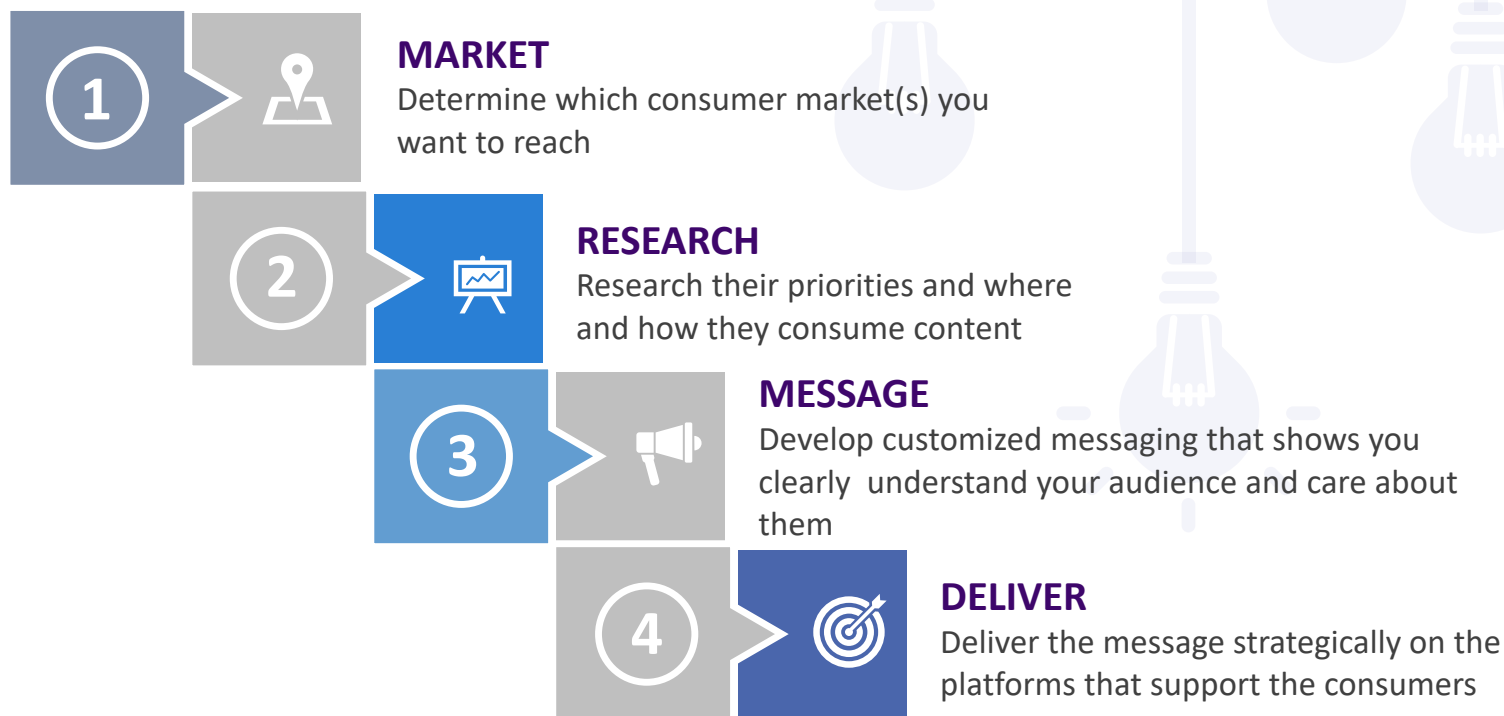 1
MARKET
Determine which consumer market(s) you
want to reach
2
RESEARCH
Research their priorities and where
and how they consume content
3
MESSAGE
Develop customized messaging that shows you
clearly  understand your audience and care about
them
4
DELIVER
Deliver the message strategically on the
platforms that support the consumers